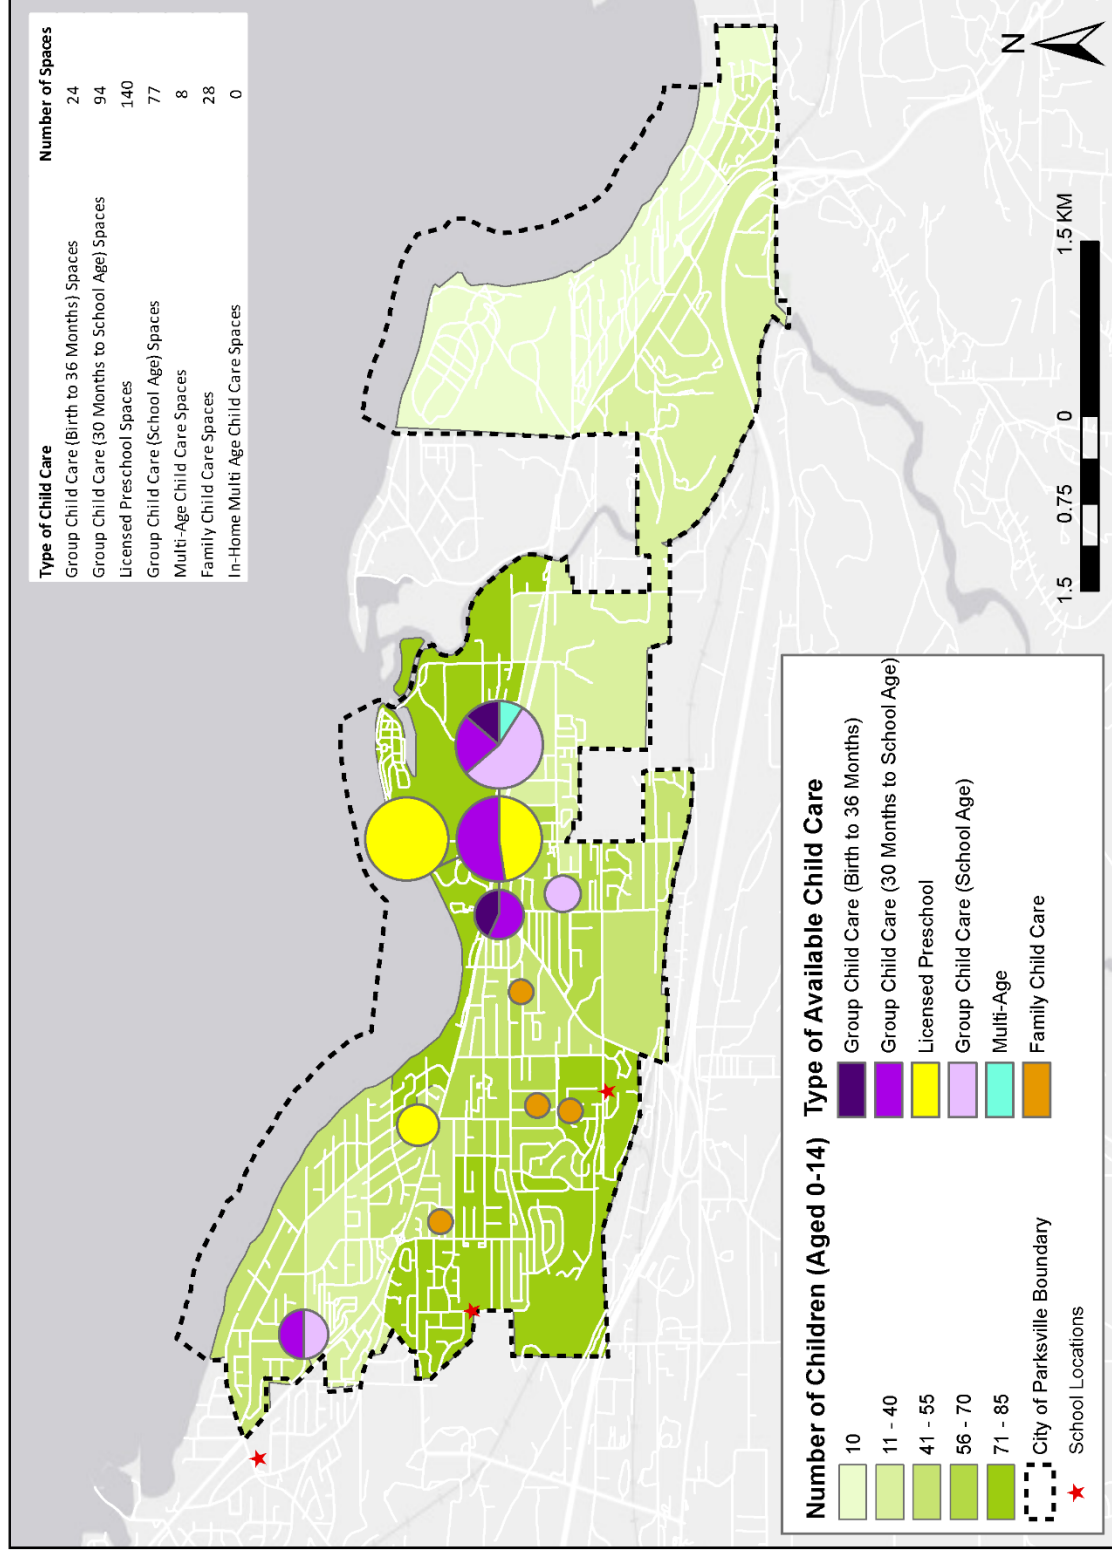 Type of Child Care Number of Spaces
Group Child Care (Birth to 36 Months) Spaces 24
Group Child Care (30 Months to School Age) Spaces 94
Licensed Preschool Spaces 140
Group Child Care (School Age) Spaces 77
Multi-Age Child Care Spaces 8
Family Child Care Spaces 28
In-Home Multi Age Child Care Spaces 0
Number of Children (Aged 0-14)
10
11 - 40
41 - 55
56 - 70
71 - 85
City of Parksville Boundary
School Locations
Type of Available Child Care
Group Child Care (Birth to 36 Months)
Group Child Care (30 Months to School Age)
Licensed Preschool
Group Child Care (School Age)
Multi-Age
Family Child Care
1.5 0.75 0 1.5 KM
N